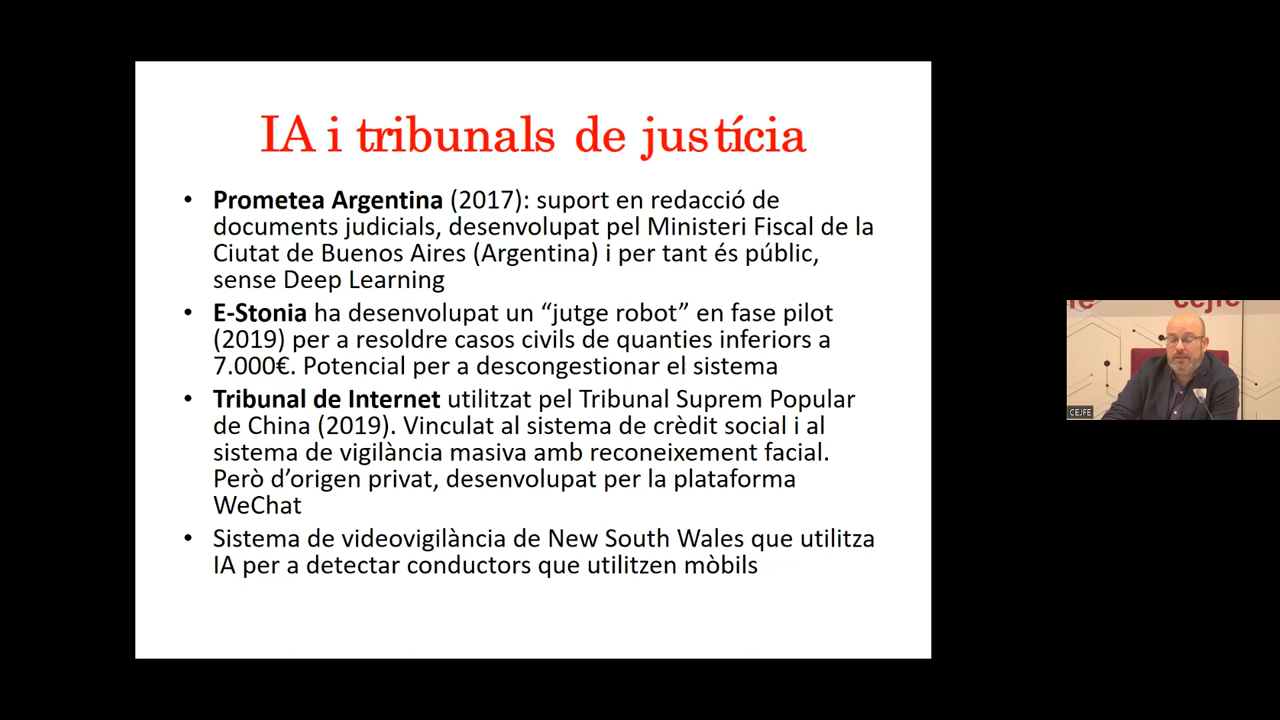 IA i tribunals de justícia
• Prometea Argentina (2017): suport en redacció de
documents judicials, desenvolupat pel Ministeri Fiscal de la
Ciutat de Buenos Aires (Argentina) i per tant és públic,
sense Deep Learning
• E-Stonia ha desenvolupat un “jutge robot” en fase pilot
(2019) per a resoldre casos civils de quanties inferiors a
7.000€. Potencial per a descongestionar el sistema
• Tribunal de Internet utilitzat pel Tribunal Suprem Popular
de China (2019). Vinculat al sistema de crèdit social i al
sistema de vigilància masiva amb reconeixement facial.
Però d’origen privat, desenvolupat per la plataforma
WeChat
• Sistema de videovigilància de New South Wales que utilitza
IA per a detectar conductors que utilitzen mòbils
cejfe
CEJFE